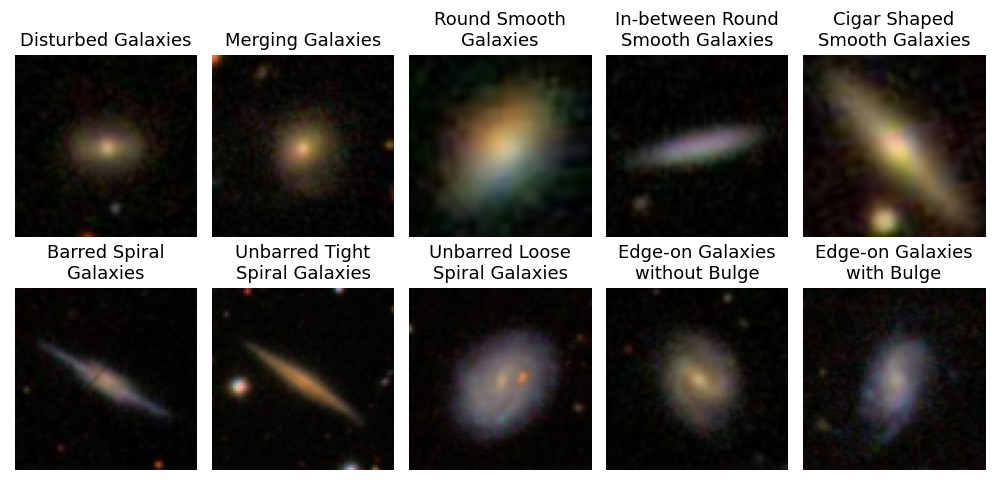 Disturbed Galaxies
Merging Galaxies
Round Smooth
Galaxies
In-between Round
Smooth Galaxies
Cigar Shaped
Smooth Galaxies
Barred Spiral
Galaxies
Unbarred Tight
Spiral Galaxies
Unbarred Loose
Spiral Galaxies
Edge-on Galaxies
without Bulge
Edge-on Galaxies
with Bulge